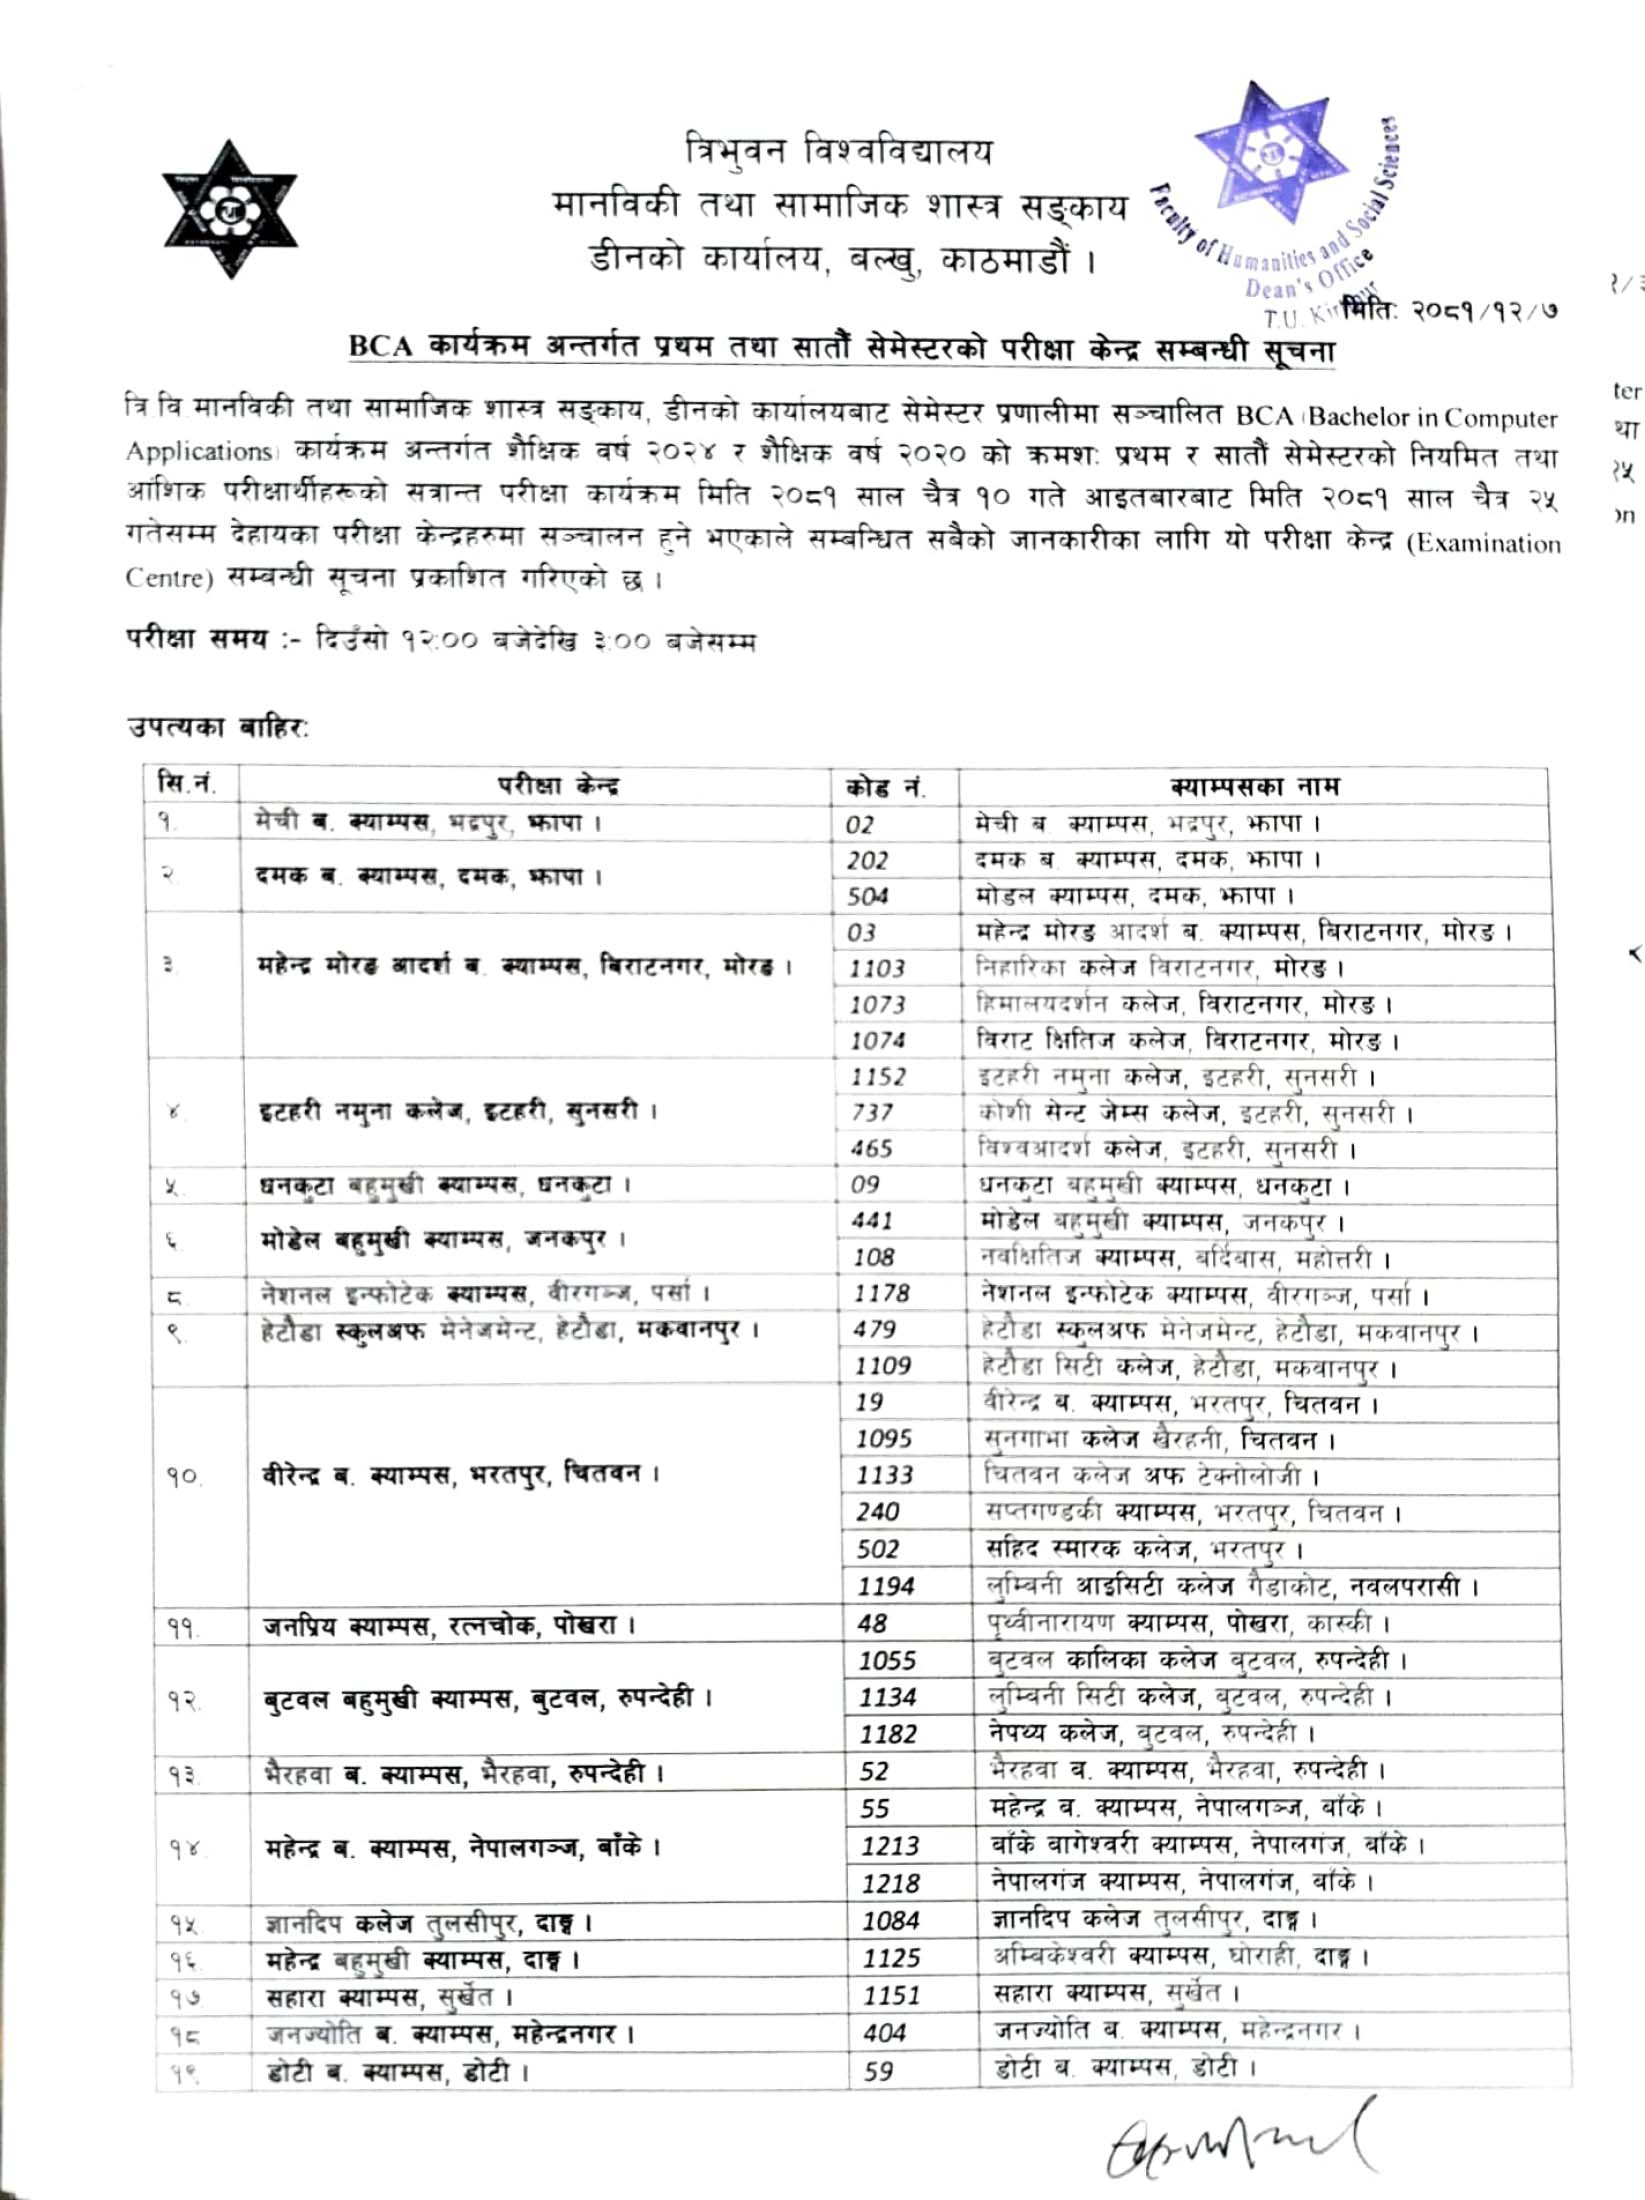 त्रिभुवन विश्वविद्यालय
मानविकी तथा सामाजिक शास्त्र सङ्काय
डीनको कार्यालय, बल्खु, काठमाडौं ।
Faculty of Humanities and Social Sciences
Dean's Office
T.U. Kirtipur
मितिः २०८१/१२/७
BCA कार्यक्रम अन्तर्गत प्रथम तथा सातौं सेमेस्टरको परीक्षा केन्द्र सम्बन्धी सूचना
त्रि.वि.मानविकी तथा सामाजिक शास्त्र सङ्काय, डीनको कार्यालयबाट सेमेस्टर प्रणालीमा सञ्चालित BCA (Bachelor in Computer
Applications) कार्यक्रम अन्तर्गत शैक्षिक वर्ष २०२४ र शैक्षिक वर्ष २०२० को क्रमशः प्रथम र सातौं सेमेस्टरको नियमित तथा
आंशिक परीक्षार्थीहरूको सत्रान्त परीक्षा कार्यक्रम मिति २०८१ साल चैत्र १० गते आइतबारबाट मिति २०८१ साल चैत्र २५
गतेसम्म देहायका परीक्षा केन्द्रहरुमा सञ्चालन हुने भएकाले सम्बन्धित सबैको जानकारीका लागि यो परीक्षा केन्द्र (Examination
Centre) सम्बन्धी सूचना प्रकाशित गरिएको छ ।
परीक्षा समय :- दिउँसो १२:०० बजेदेखि ३:०० बजेसम्म
उपत्यका बाहिर:
सि.नं. परीक्षा केन्द्र कोड नं. क्याम्पसका नाम
१. मेची ब. क्याम्पस, भद्रपुर, झापा । 02 मेची ब. क्याम्पस, भद्रपुर, झापा ।
२. दमक ब. क्याम्पस, दमक, झापा । 202 दमक ब. क्याम्पस, दमक, झापा ।
504 मोडल क्याम्पस, दमक, झापा ।
03 महेन्द्र मोरङ आदर्श ब. क्याम्पस, बिराटनगर, मोरङ ।
३. महेन्द्र मोरङ आदर्श ब. क्याम्पस, बिराटनगर, मोरङ । 1103 निहारिका कलेज बिराटनगर, मोरङ ।
1073 हिमालयदर्शन कलेज, विराटनगर, मोरङ ।
1074 विराट क्षितिज कलेज, विराटनगर, मोरङ ।
1152 इटहरी नमुना कलेज, इटहरी, सुनसरी ।
४. इटहरी नमुना कलेज, इटहरी, सुनसरी । 737 कोशी सेन्ट जेम्स कलेज, इटहरी, सुनसरी ।
465 विश्वआदर्श कलेज, इटहरी, सुनसरी ।
५. धनकुटा बहुमुखी क्याम्पस, धनकुटा । 09 धनकुटा बहुमुखी क्याम्पस, धनकुटा ।
६. मोडेल बहुमुखी क्याम्पस, जनकपुर । 441 मोडेल बहुमुखी क्याम्पस, जनकपुर ।
108 नवक्षितिज क्याम्पस, बर्दिबास, महोत्तरी ।
८. नेशनल इन्फोटेक क्याम्पस, वीरगञ्ज, पर्सा । 1178 नेशनल इन्फोटेक क्याम्पस, वीरगञ्ज, पर्सा ।
९. हेटौडा स्कुलअफ मेनेजमेन्ट, हेटौडा, मकवानपुर । 479 हेटौडा स्कुलअफ मेनेजमेन्ट, हेटौडा, मकवानपुर ।
1109 हेटौडा सिटी कलेज, हेटौडा, मकवानपुर ।
19 वीरेन्द्र ब. क्याम्पस, भरतपुर, चितवन ।
1095 सुनगाभा कलेज खैरहनी, चितवन ।
१०. वीरेन्द्र ब. क्याम्पस, भरतपुर, चितवन । 1133 चितवन कलेज अफ टेक्नोलोजी ।
240 सप्तगण्डकी क्याम्पस, भरतपुर, चितवन ।
502 सहिद स्मारक कलेज, भरतपुर ।
1194 लुम्बिनी आइसिटी कलेज गैडाकोट, नवलपरासी ।
११. जनप्रिय क्याम्पस, रत्नचोक, पोखरा । 48 पृथ्वीनारायण क्याम्पस, पोखरा, कास्की ।
1055 बुटवल कालिका कलेज बुटवल, रुपन्देही ।
१२. बुटवल बहुमुखी क्याम्पस, बुटवल, रुपन्देही । 1134 लुम्बिनी सिटी कलेज, बुटवल, रुपन्देही ।
1182 नेपथ्य कलेज, बुटवल, रुपन्देही ।
१३. भैरहवा ब. क्याम्पस, भैरहवा, रुपन्देही । 52 भैरहवा ब. क्याम्पस, भैरहवा, रुपन्देही ।
55 महेन्द्र ब. क्याम्पस, नेपालगञ्ज, बाँके ।
१४. महेन्द्र ब. क्याम्पस, नेपालगञ्ज, बाँके । 1213 बाँके बागेश्वरी क्याम्पस, नेपालगंज, बाँके ।
1218 नेपालगंज क्याम्पस, नेपालगंज, बाँके ।
१५. ज्ञानदिप कलेज तुलसीपुर, दाङ्ग । 1084 ज्ञानदिप कलेज तुलसीपुर, दाङ्ग ।
१६. महेन्द्र बहुमुखी क्याम्पस, दाङ्ग । 1125 अम्बिकेश्वरी क्याम्पस, घोराही, दाङ्ग ।
१७. सहारा क्याम्पस, सुर्खेत । 1151 सहारा क्याम्पस, सुर्खेत ।
१८. जनज्योति ब. क्याम्पस, महेन्द्रनगर । 404 जनज्योति ब. क्याम्पस, महेन्द्रनगर ।
१९. डोटी ब. क्याम्पस, डोटी । 59 डोटी ब. क्याम्पस, डोटी ।